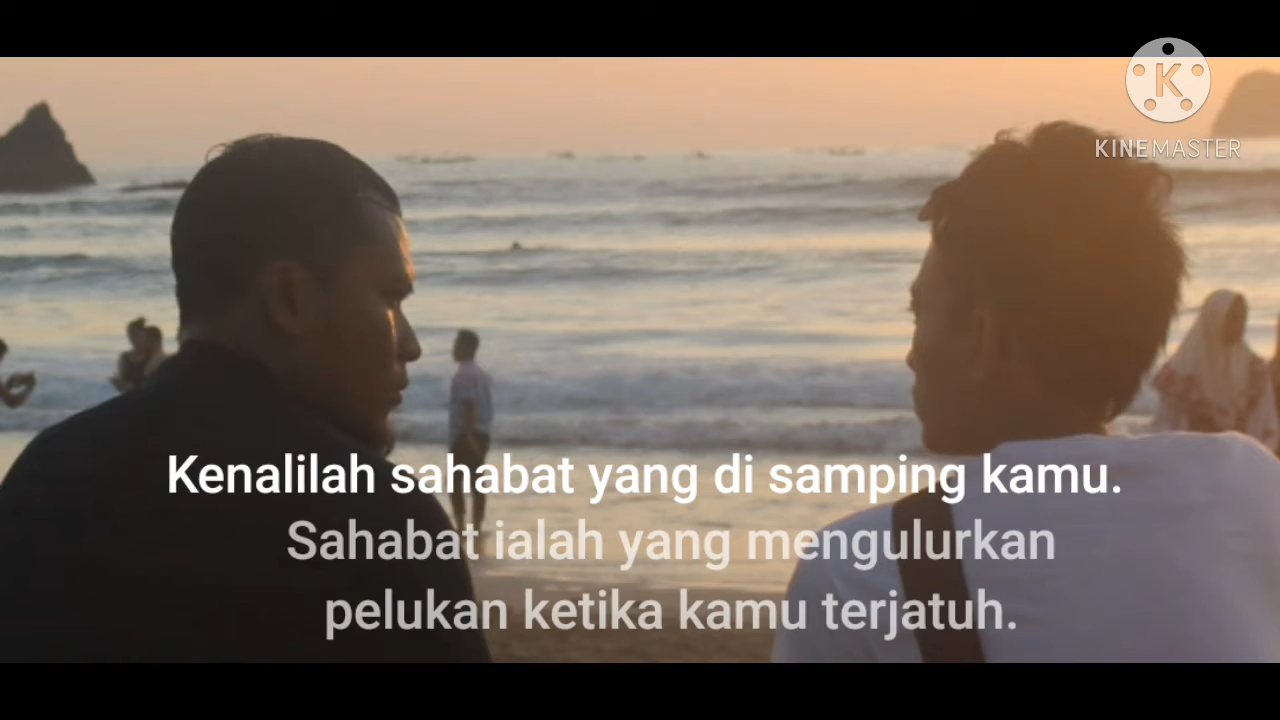 K
KINEMASTER
Kenalilah sahabat yang di samping kamu.
Sahabat ialah yang mengulurkan
pelukan ketika kamu terjatuh.